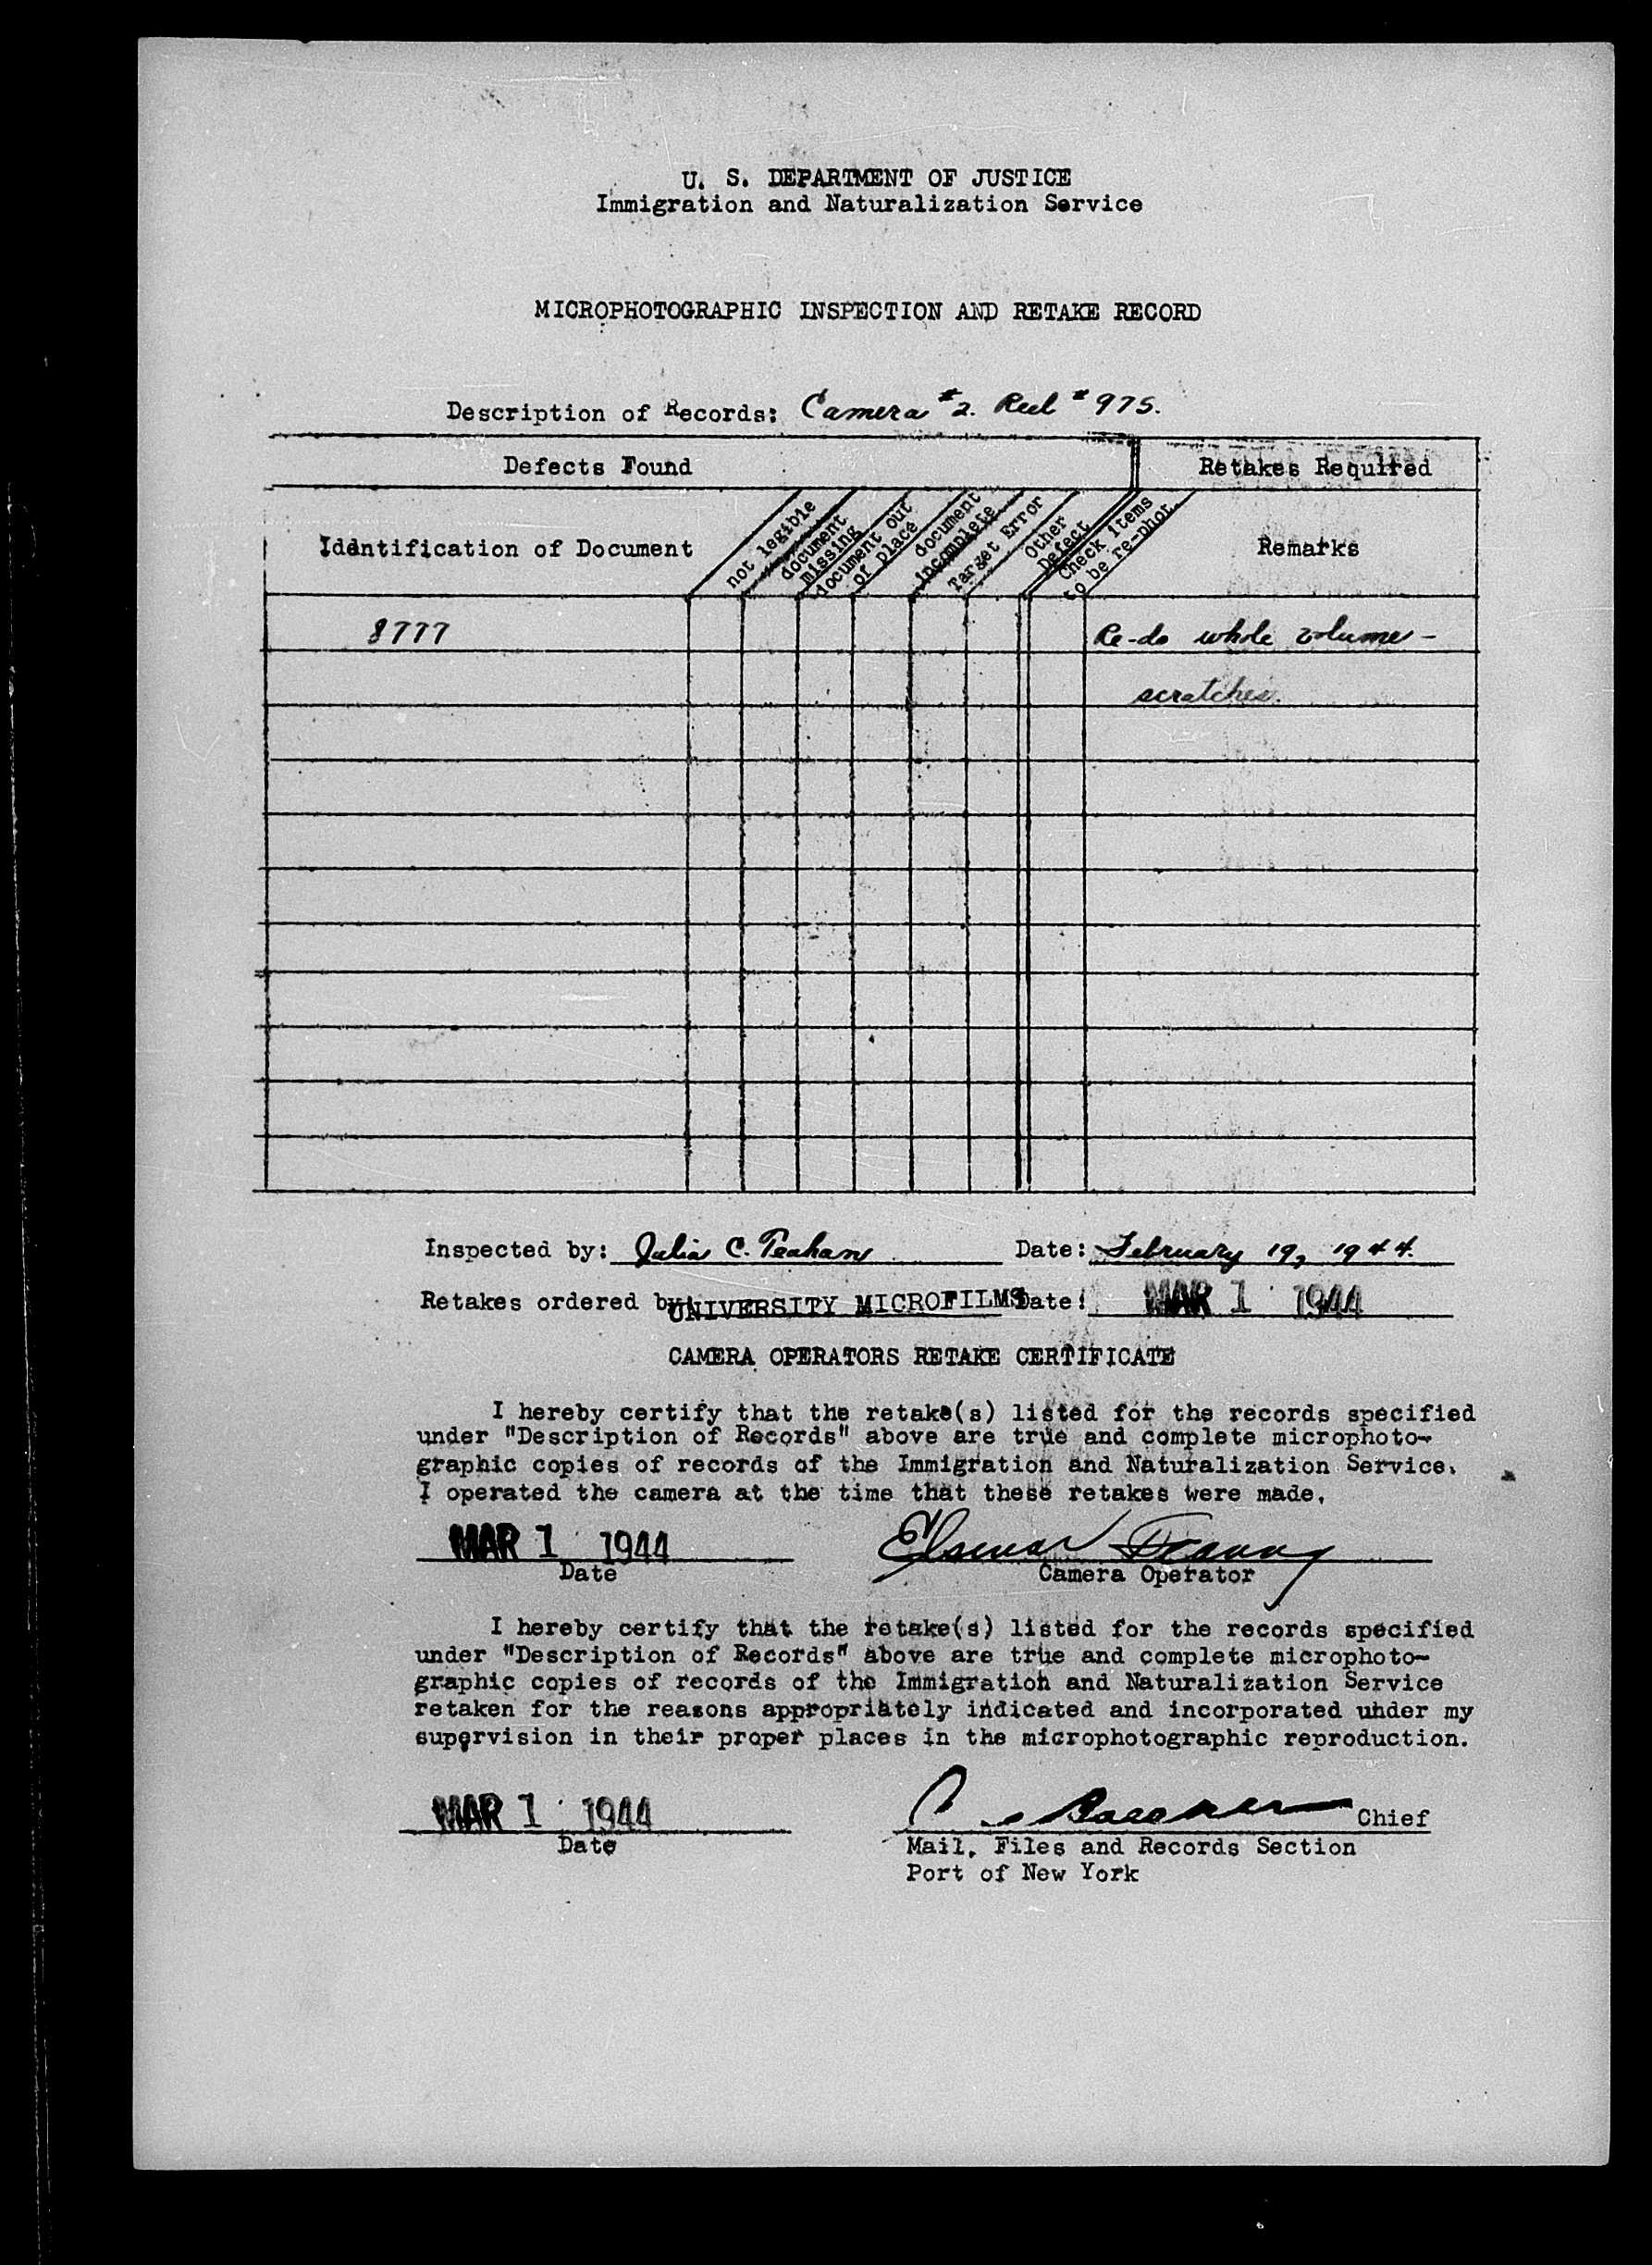 U. S. DEPARTMENT OF JUSTICE
Immigration and Naturalization Service
MICROPHOTOGRAPHIC INSPECTION AND RETAKE RECORD
Description of Records: Camera #2. Reel #975.
Defects Found
Retakes Required
Identification of Document
not legible
document missing
document out of place
document incomplete
Target Error
Other Defect
Check items to be re-phot.
Remarks
8777
Re-do whole volume -
scratches.
Inspected by: Julia C. Teahan Date: February 19, 1944.
Retakes ordered by: UNIVERSITY MICROFILMS Date: MAR 1 1944
CAMERA OPERATORS RETAKE CERTIFICATE
I hereby certify that the retake(s) listed for the records specified
under "Description of Records" above are true and complete microphoto-
graphic copies of records of the Immigration and Naturalization Service.
I operated the camera at the time that these retakes were made.
MAR 1 1944
Date
Camera Operator
I hereby certify that the retake(s) listed for the records specified
under "Description of Records" above are true and complete microphoto-
graphic copies of records of the Immigration and Naturalization Service
retaken for the reasons appropriately indicated and incorporated under my
supervision in their proper places in the microphotographic reproduction.
MAR 1 1944
Date
Chief
Mail, Files and Records Section
Port of New York